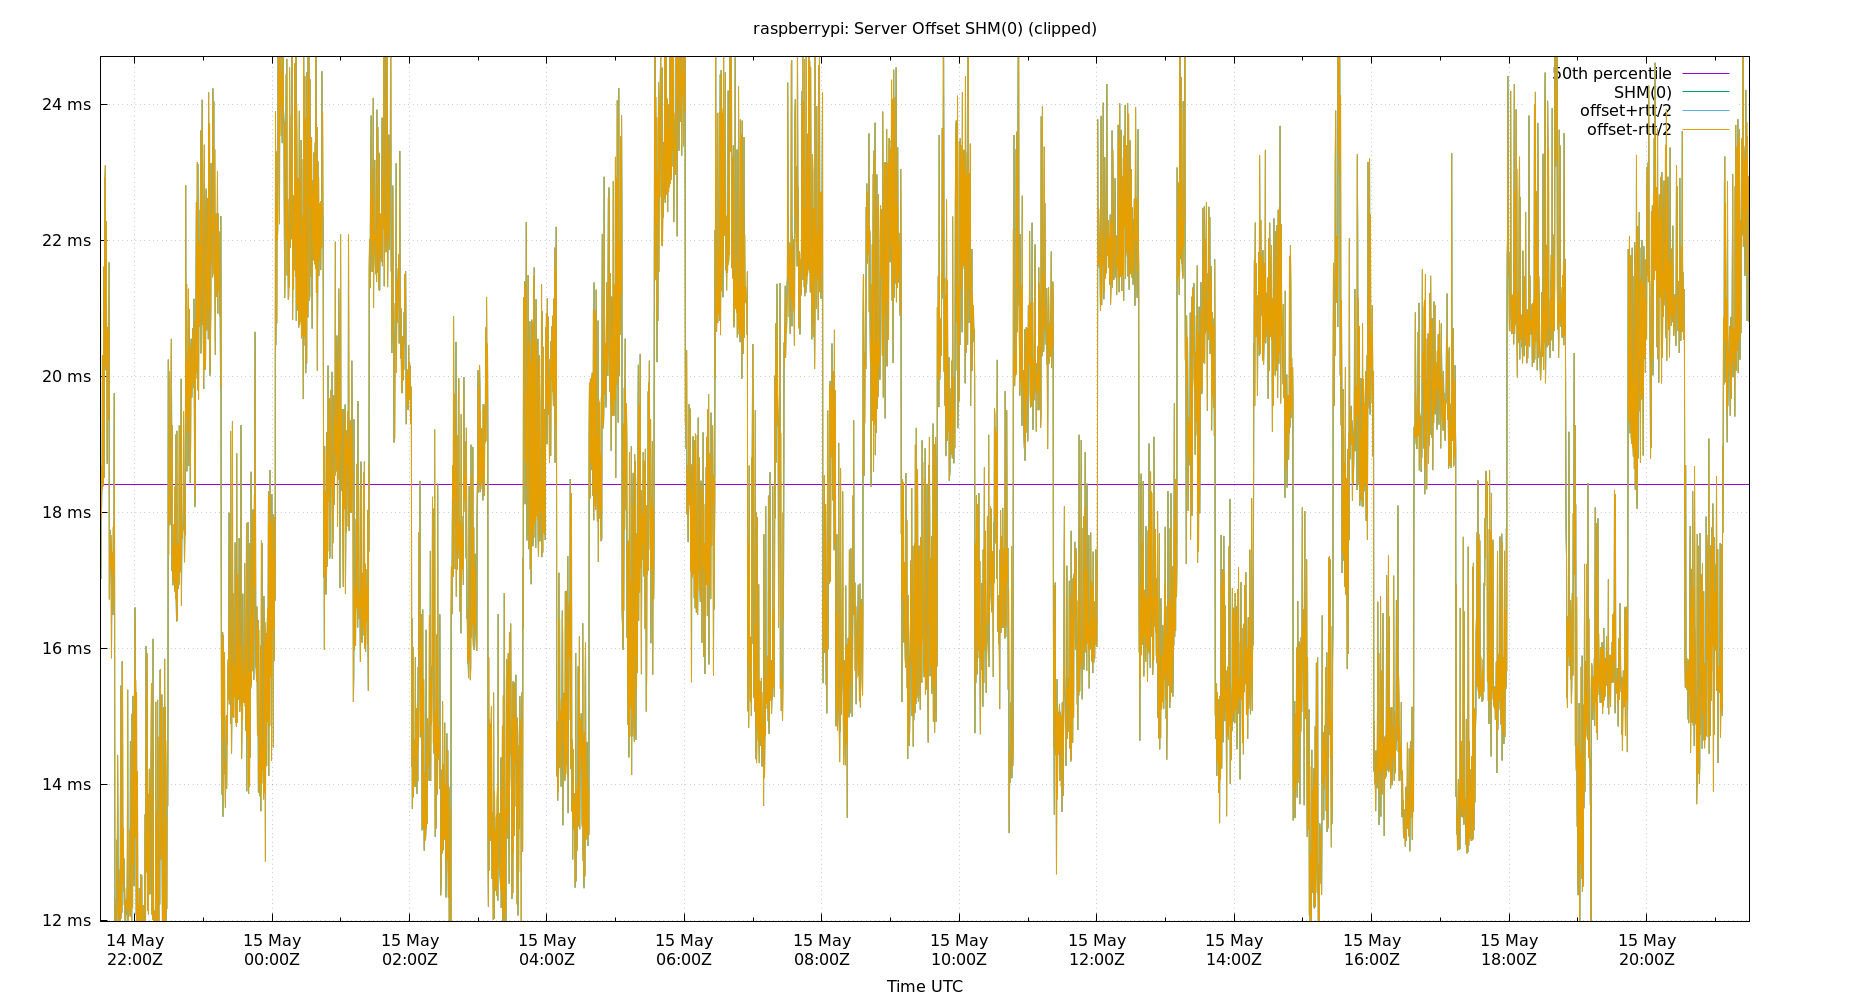 raspberrypi: Server Offset SHM(0) (clipped)
50th percentile
SHM(0)
offset+rtt/2
offset-rtt/2
24 ms
22 ms
20 ms
18 ms
16 ms
14 ms
12 ms
14 May 15 May 15 May 15 May 15 May 15 May 15 May 15 May 15 May 15 May 15 May 15 May
22:00Z 00:00Z 02:00Z 04:00Z 06:00Z 08:00Z 10:00Z 12:00Z 14:00Z 16:00Z 18:00Z 20:00Z
Time UTC